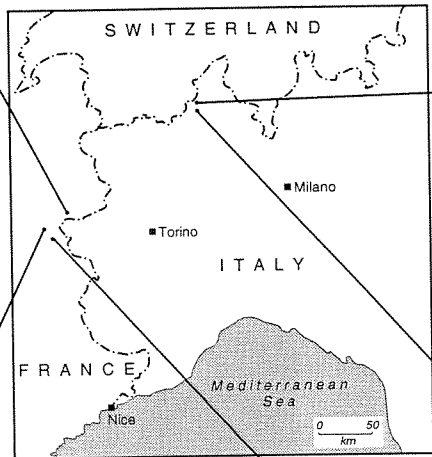 SWITZERLAND
Milano
Torino
ITALY
FRANCE
Mediterranean
Sea
Nice
0 50
km